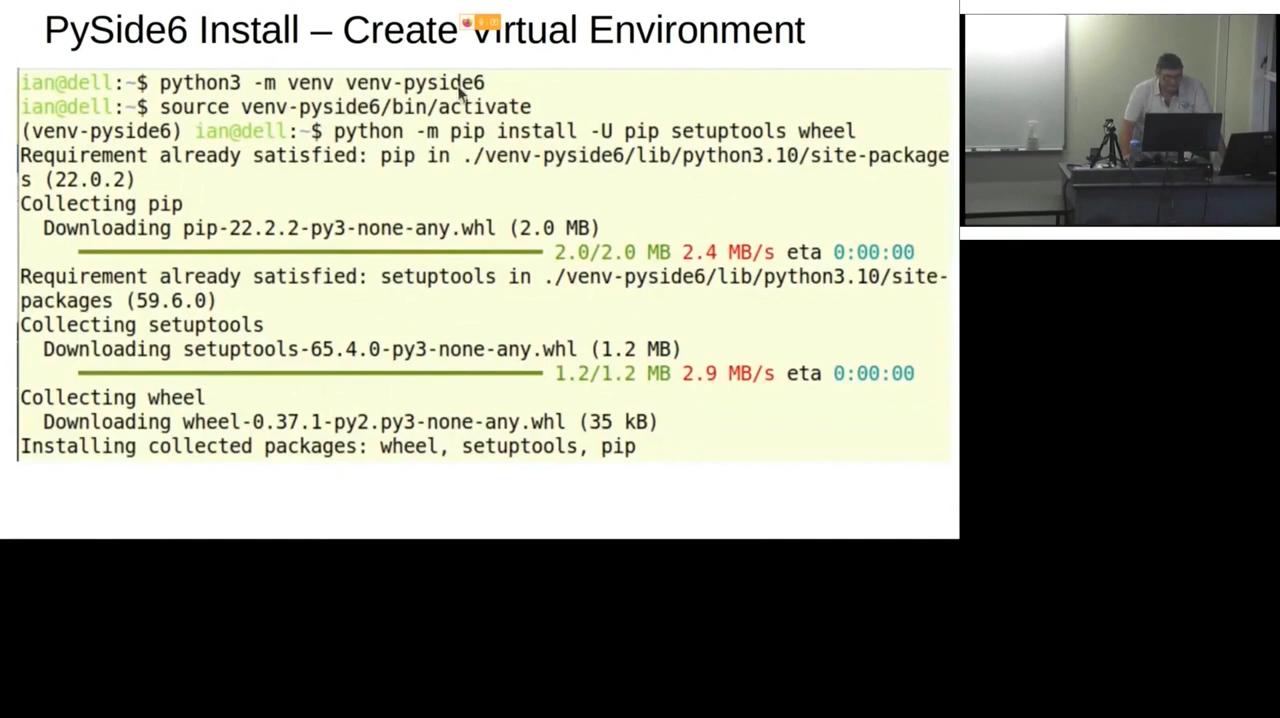 PySide6 Install – Create Virtual Environment
ian@dell:~$ python3 -m venv venv-pyside6
ian@dell:~$ source venv-pyside6/bin/activate
(venv-pyside6) ian@dell:~$ python -m pip install -U pip setuptools wheel
Requirement already satisfied: pip in ./venv-pyside6/lib/python3.10/site-package
s (22.0.2)
Collecting pip
Downloading pip-22.2.2-py3-none-any.whl (2.0 MB)
2.0/2.0 MB 2.4 MB/s eta 0:00:00
Requirement already satisfied: setuptools in ./venv-pyside6/lib/python3.10/site-
packages (59.6.0)
Collecting setuptools
Downloading setuptools-65.4.0-py3-none-any.whl (1.2 MB)
1.2/1.2 MB 2.9 MB/s eta 0:00:00
Collecting wheel
Downloading wheel-0.37.1-py2.py3-none-any.whl (35 kB)
Installing collected packages: wheel, setuptools, pip